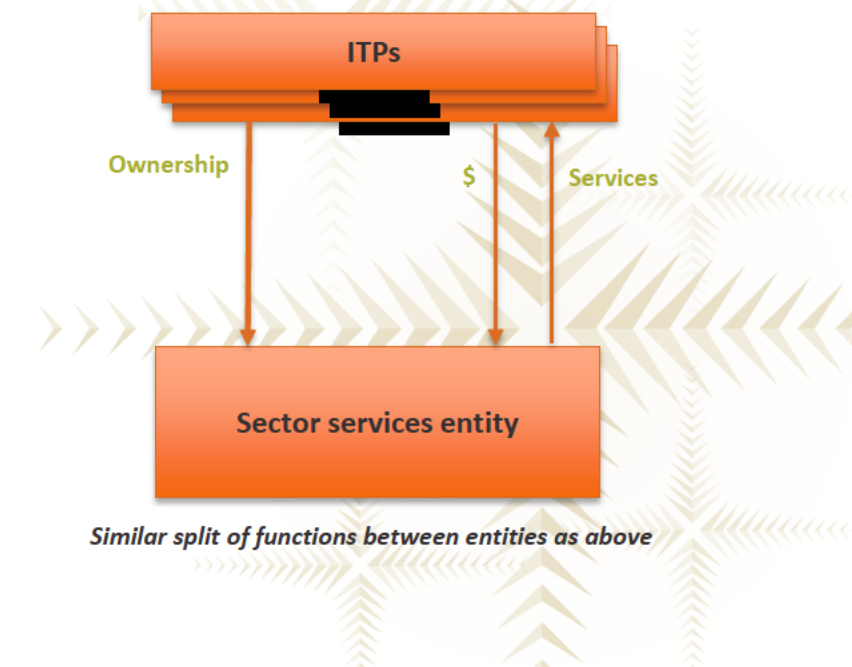 ITPs
Ownership
$
Services
Sector services entity
Similar split of functions between entities as above